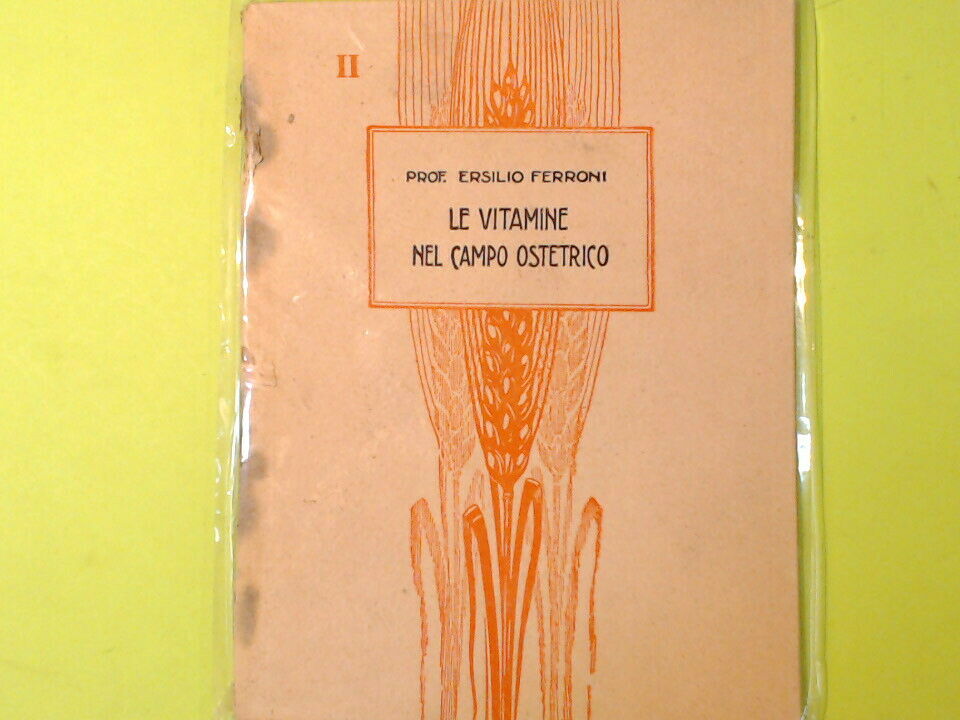 II
PROF. ERSILIO FERRONI
LE VITAMINE
NEL CAMPO OSTETRICO